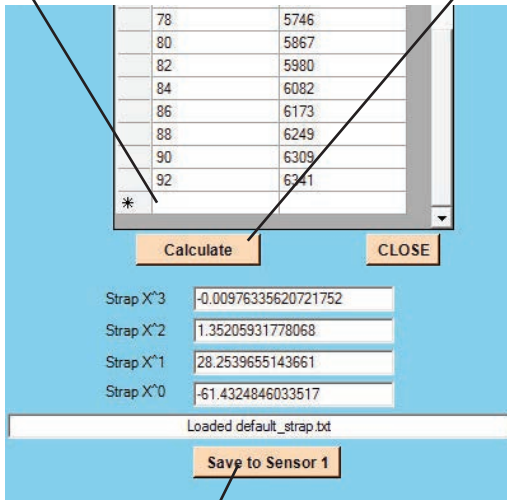 78 5746
80 5867
82 5980
84 6082
86 6173
88 6249
90 6309
92 6341
*
Calculate CLOSE
Strap X^3 -0.00976335620721752
Strap X^2 1.35205931778068
Strap X^1 28.2539655143661
Strap X^0 -61.4324846033517
Loaded default_strap.txt
Save to Sensor 1